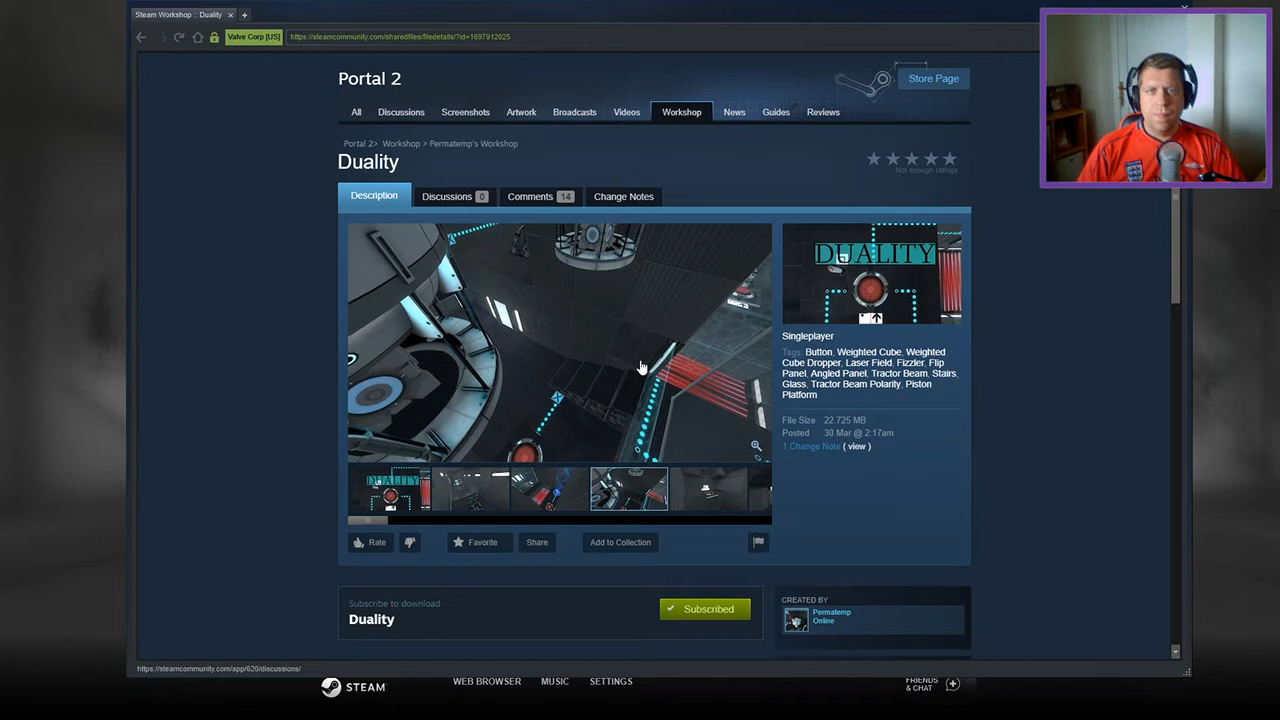 Steam Workshop :: Duality
Valve Corp [US]
https://steamcommunity.com/sharedfiles/filedetails/?id=1697912025
Portal 2
Store Page
All Discussions Screenshots Artwork Broadcasts Videos Workshop News Guides Reviews
Portal 2> Workshop > Permatemp's Workshop
Duality
Not enough ratings
Description Discussions 0 Comments 14 Change Notes
DUALITY
Singleplayer
Tags: Button, Weighted Cube, Weighted
Cube Dropper, Laser Field, Fizzler, Flip
Panel, Angled Panel, Tractor Beam, Stairs,
Glass, Tractor Beam Polarity, Piston
Platform
File Size 22.725 MB
Posted 30 Mar @ 2.17am
1 Change Note ( view )
DUALITY
Rate Favorite Share Add to Collection
Subscribe to download
Duality
Subscribed
CREATED BY
Permatemp
Online
https://steamcommunity.com/app/620/discussions/
STEAM
WEB BROWSER MUSIC SETTINGS
FRIENDS
& CHAT